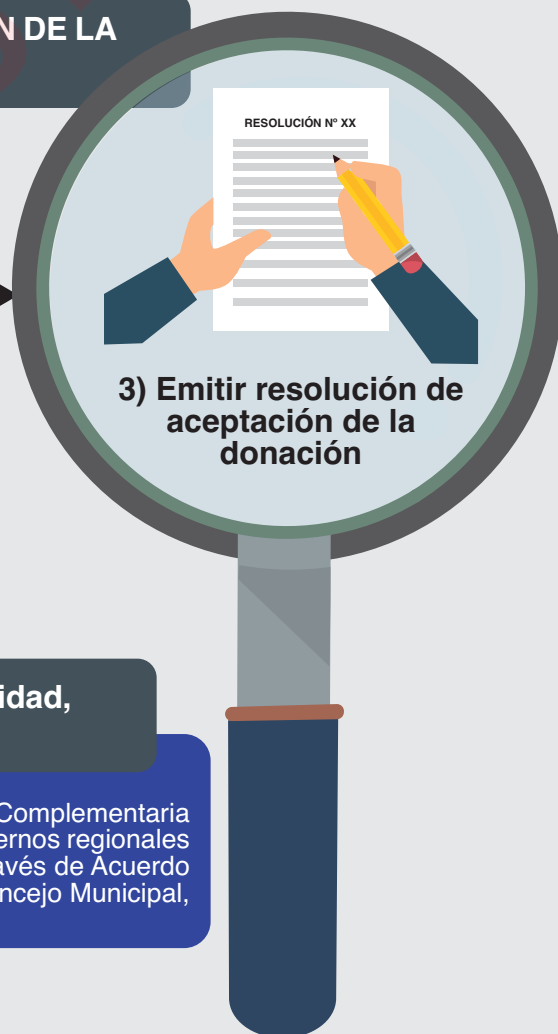 N DE LA
RESOLUCIÓN Nº XX
3) Emitir resolución de
aceptación de la
donación
idad,
Complementaria
ernos regionales
avés de Acuerdo
ncejo Municipal,